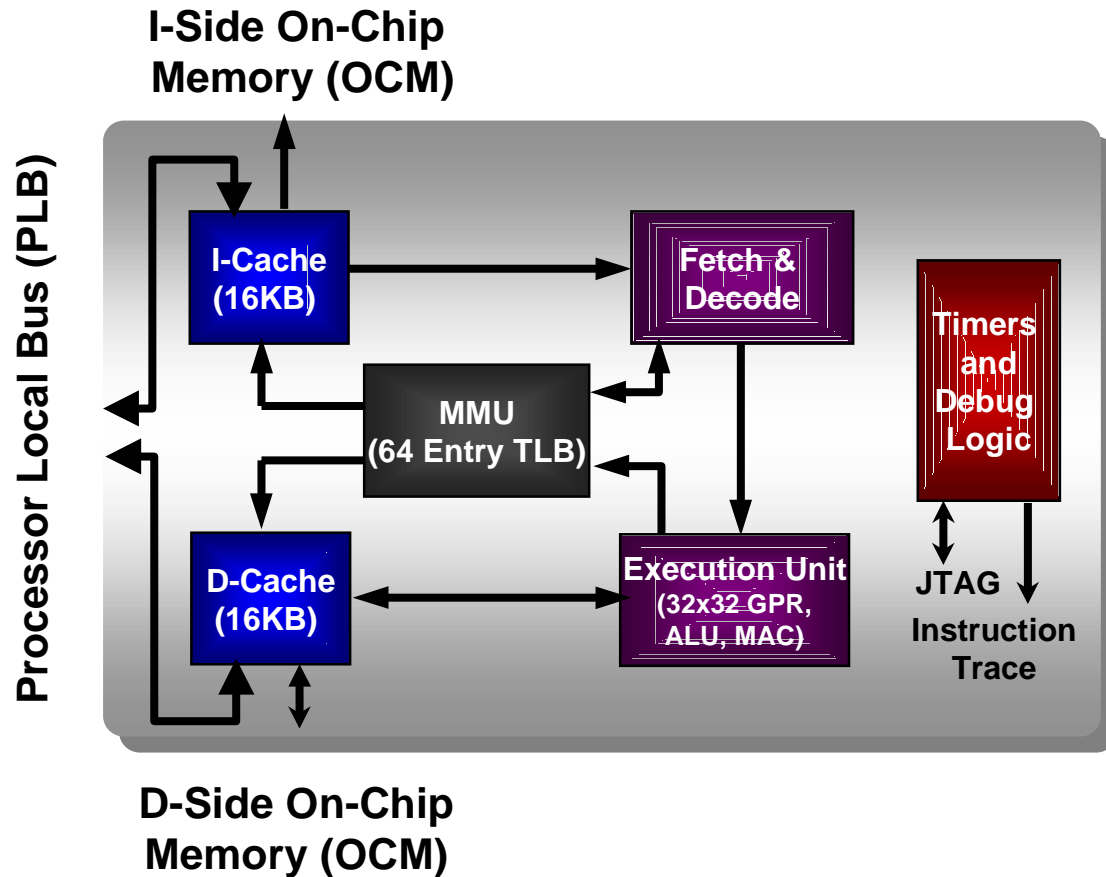 I-Side On-Chip
Memory (OCM)
Processor Local Bus (PLB)
I-Cache
(16KB)
Fetch &
Decode
Timers
and
Debug
Logic
MMU
(64 Entry TLB)
D-Cache
(16KB)
Execution Unit
(32x32 GPR,
ALU, MAC)
JTAG
Instruction
Trace
D-Side On-Chip
Memory (OCM)